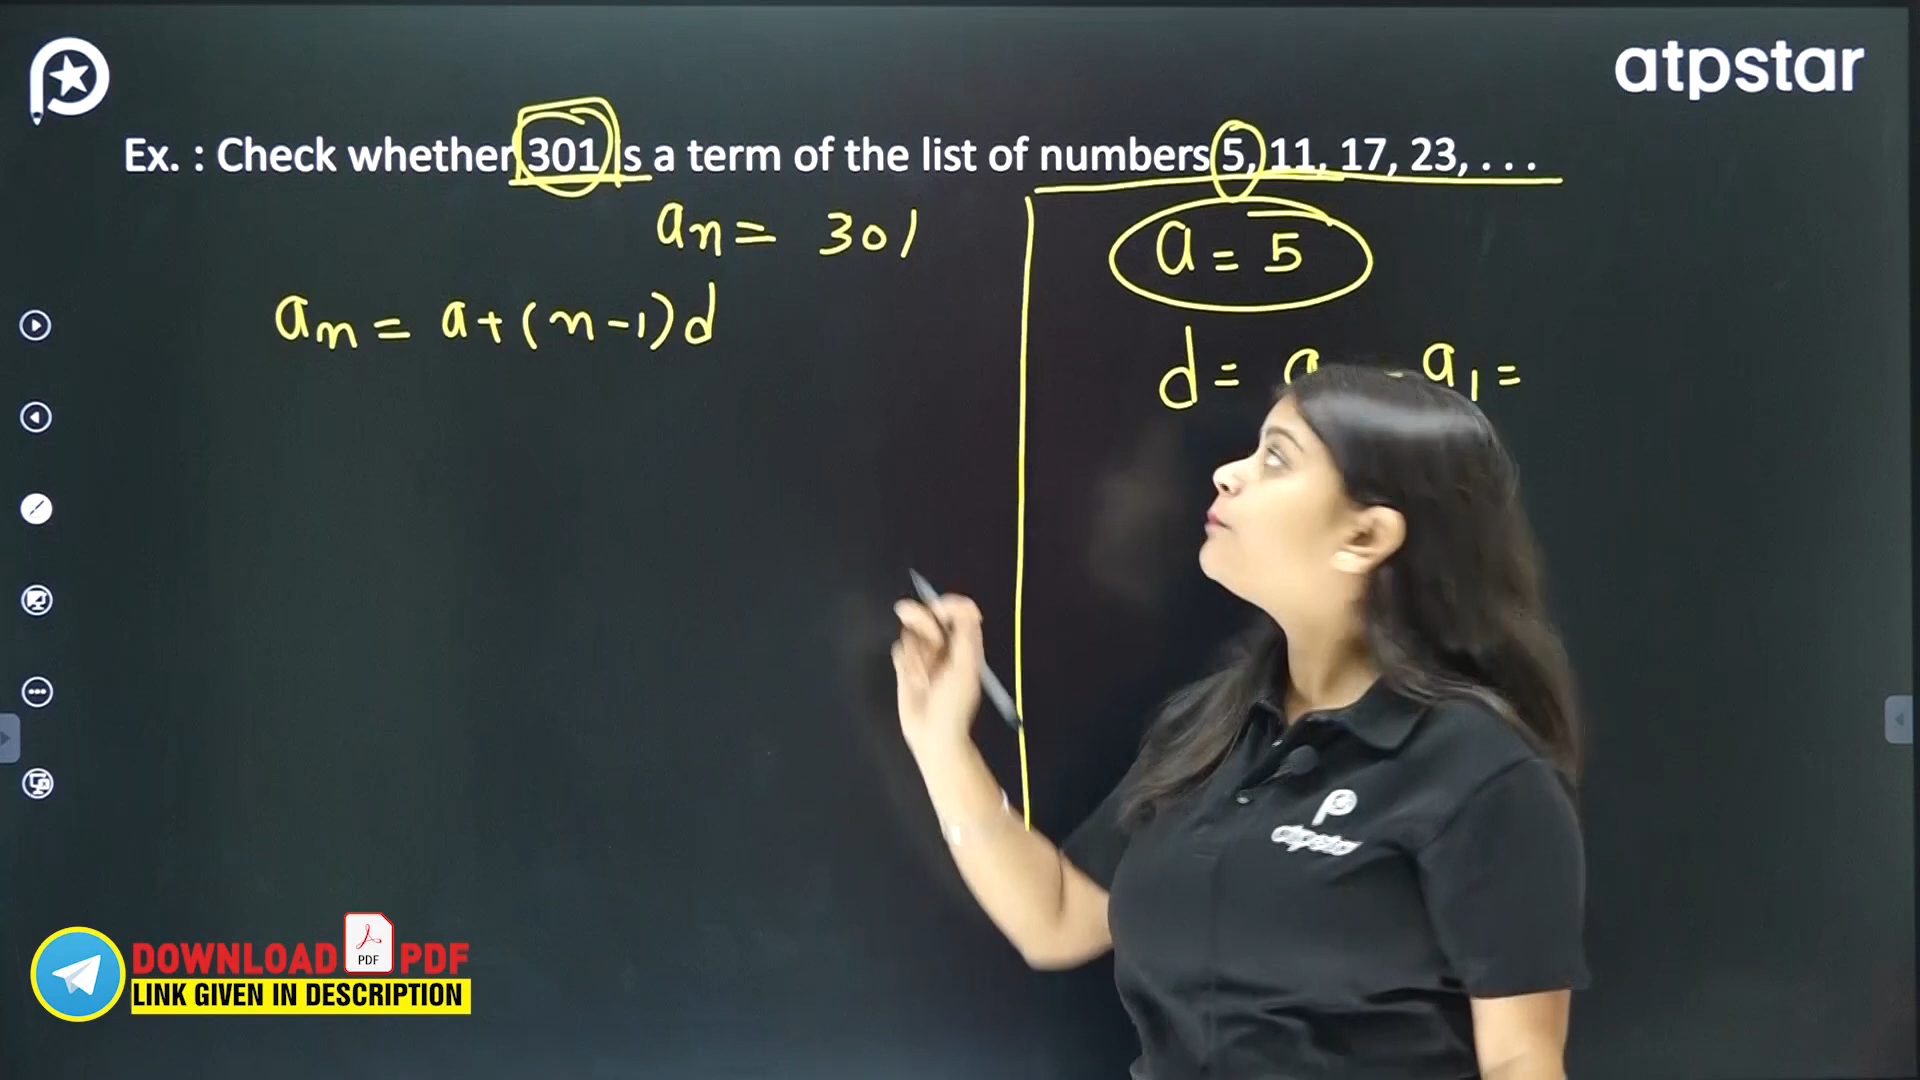 atpstar
Ex. : Check whether 301 is a term of the list of numbers 5, 11, 17, 23, . . .
an = 301
a = 5
an = a+(n-1)d
d = a - a1 =
atpstar
DOWNLOAD PDF PDF
LINK GIVEN IN DESCRIPTION